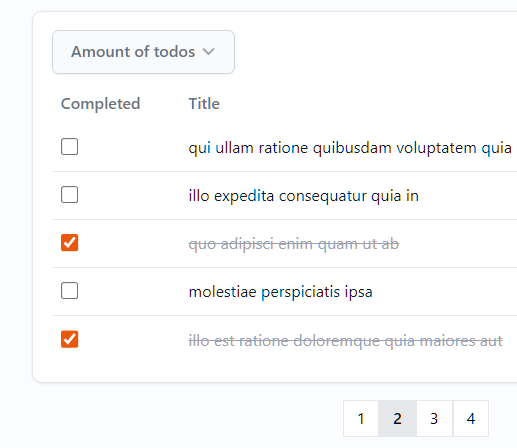 Amount of todos
Completed Title
qui ullam ratione quibusdam voluptatem quia
illo expedita consequatur quia in
quo adipisci enim quam ut ab
molestiae perspiciatis ipsa
illo est ratione doloremque quia maiores aut
1 2 3 4